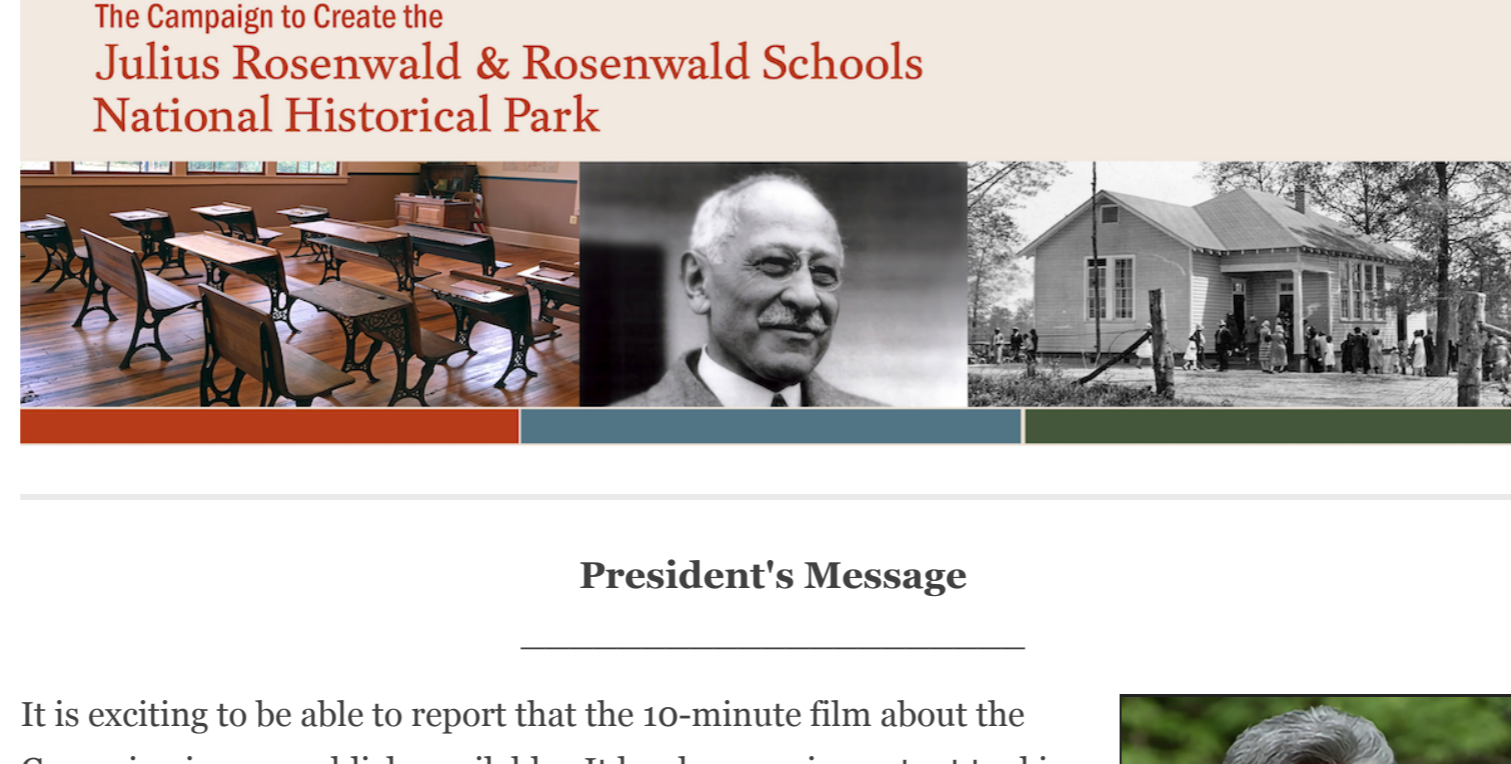 The Campaign to Create the
Julius Rosenwald & Rosenwald Schools
National Historical Park
President's Message
It is exciting to be able to report that the 10-minute film about the